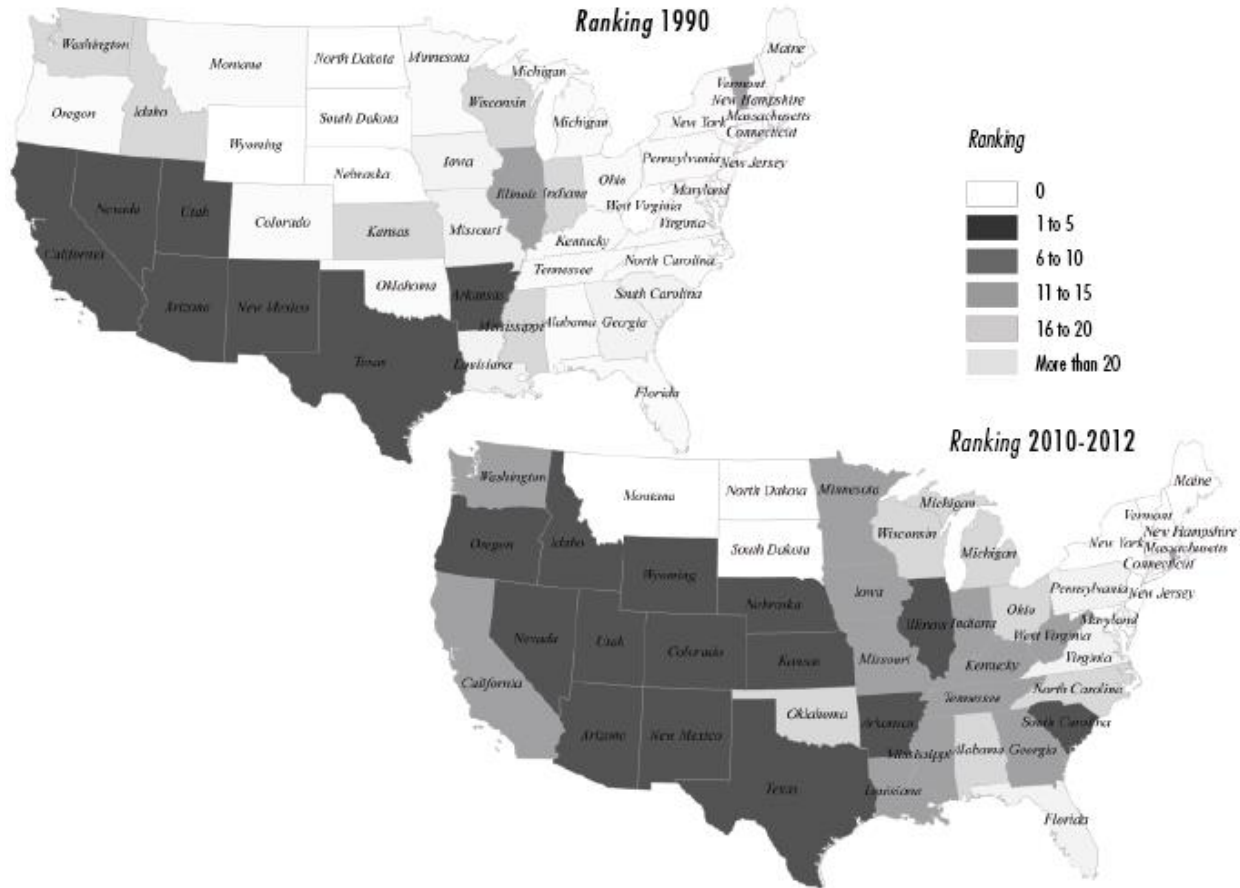 Ranking 1990
Washington
Montane
North Dakota
Minnesota
Michigan
Maine
Vermont
New Hampshire
Massachusetts
Connecticut
New York
Oregon
Idaho
Wyoming
South Dakota
Wisconsin
Michigan
Pennsylvania
New Jersey
Nebraska
Iowa
Illinois
Indiana
Ohio
Maryland
West Virginia
Virginia
Nevada
Utah
Colorado
Kansas
Missouri
Kentucky
California
North Carolina
Tennessee
Arizona
New Mexico
Oklahoma
Arkansas
South Carolina
Mississippi
Alabama
Georgia
Texas
Louisiana
Florida
Ranking
0
1 to 5
6 to 10
11 to 15
16 to 20
More than 20
Ranking 2010-2012
Washington
Montana
North Dakota
Minnesota
Michigan
Maine
Vermont
New Hampshire
Massachusetts
Connecticut
New York
Oregon
Idaho
South Dakota
Wisconsin
Michigan
Wyoming
Pennsylvania
New Jersey
Nebraska
Iowa
Illinois
Indiana
Ohio
Maryland
West Virginia
Virginia
Nevada
Utah
Colorado
Kansas
Missouri
Kentucky
California
Tennessee
North Carolina
Arizona
New Mexico
Oklahoma
Arkansas
South Carolina
Mississippi
Alabama
Georgia
Texas
Louisiana
Florida